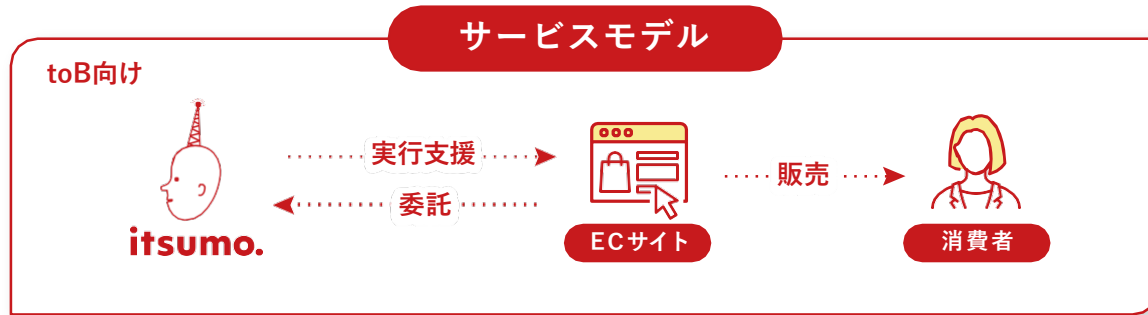 サービスモデル
toB向け
実行支援
委託
販売
itsumo.
ECサイト
消費者